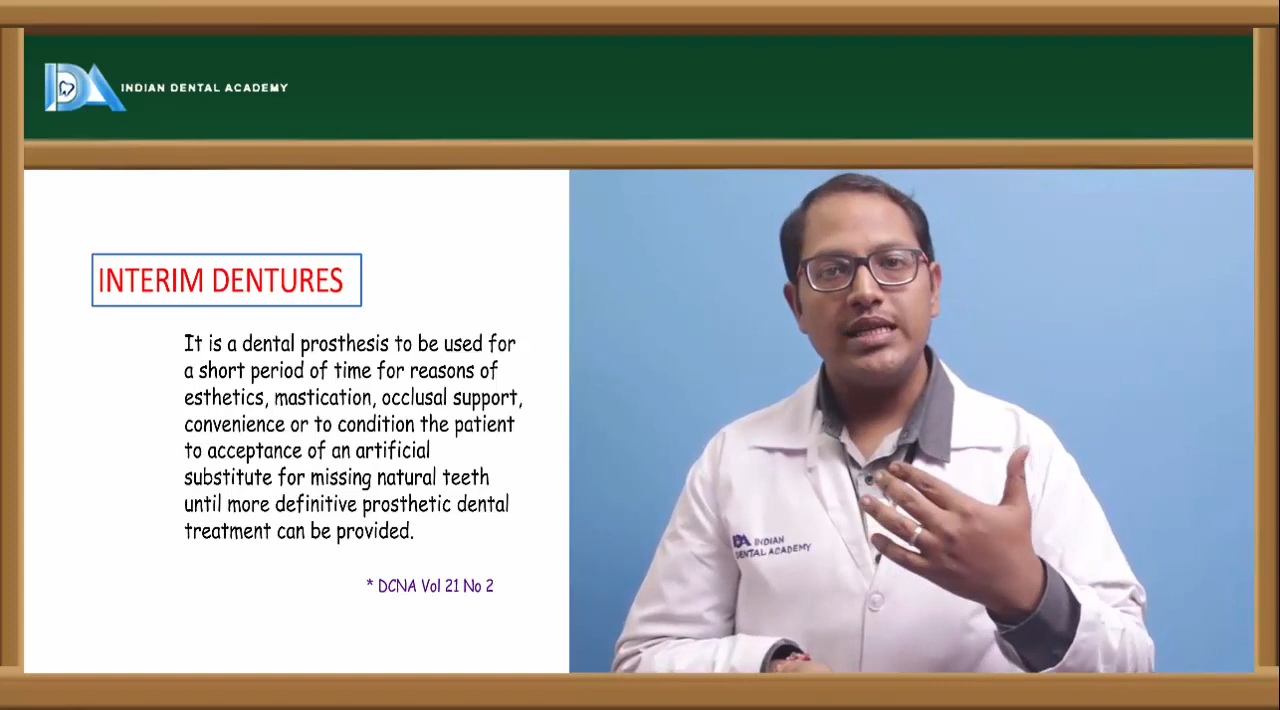 INDIAN DENTAL ACADEMY
INTERIM DENTURES
It is a dental prosthesis to be used for
a short period of time for reasons of
esthetics, mastication, occlusal support,
convenience or to condition the patient
to acceptance of an artificial
substitute for missing natural teeth
until more definitive prosthetic dental
treatment can be provided.
* DCNA Vol 21 No 2
IDA INDIAN
DENTAL ACADEMY